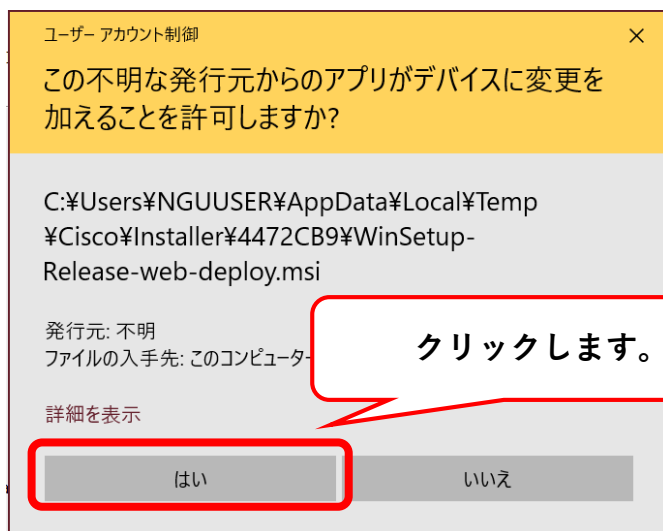 ユーザー アカウント制御
この不明な発行元からのアプリがデバイスに変更を
加えることを許可しますか?
C:¥Users¥NGUUSER¥AppData¥Local¥Temp
¥Cisco¥Installer¥4472CB9¥WinSetup-
Release-web-deploy.msi
発行元: 不明
ファイルの入手先: このコンピューター
クリックします。
詳細を表示
はい
いいえ